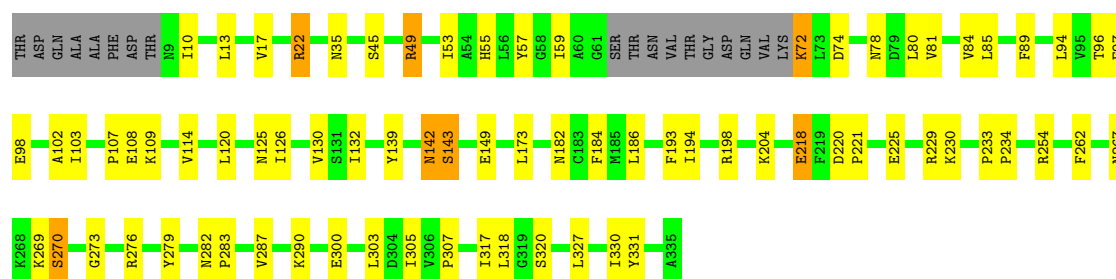 THR ASP GLN ALA ALA PHE ASP THR N9 I10 L13 V17 R22 N35 S45 R49 I53 A54 H55 L56 Y57 G58 I59 A60 G61 SER THR ASN VAL THR GLY ASP GLN VAL LYS K72 L73 D74 N78 D79 L80 V81 V84 L85 F89 L94 V95 T96
E98 A102 I103 P107 E108 K109 V114 L120 N125 I126 V130 S131 I132 Y139 N142 S143 E149 L173 N182 C183 F184 M185 L186 F193 I194 R198 K204 E218 F219 D220 P221 E225 R229 K230 P233 P234 R254 F262
K268 K269 S270 G273 R276 Y279 N282 P283 V287 K290 E300 L303 D304 I305 V306 P307 I317 L318 G319 S320 L327 I330 Y331 A335